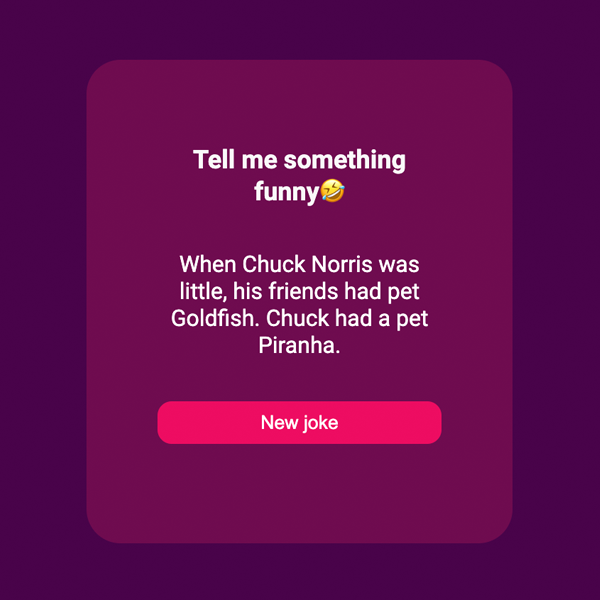 Tell me something
funny🤣
When Chuck Norris was
little, his friends had pet
Goldfish. Chuck had a pet
Piranha.
New joke